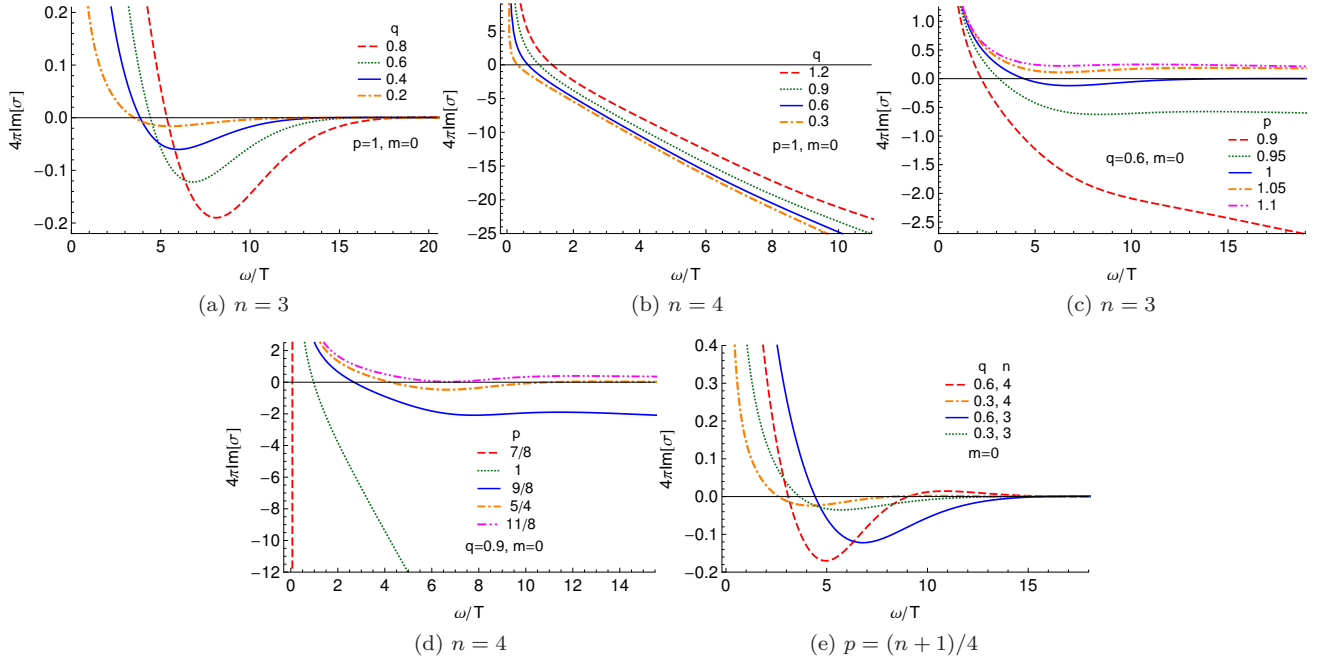 4πIm[σ]
0.2
0.1
0.0
−0.1
−0.2
q
0.8
0.6
0.4
0.2
p=1, m=0
0 5 10 15 20
ω/T
(a) n = 3
4πIm[σ]
5
0
−5
−10
−15
−20
−25
q
1.2
0.9
0.6
0.3
p=1, m=0
0 2 4 6 8 10
ω/T
(b) n = 4
4πIm[σ]
1.0
0.5
0.0
−0.5
−1.0
−1.5
−2.0
−2.5
q=0.6, m=0
p
0.9
0.95
1
1.05
1.1
0 5 10 15
ω/T
(c) n = 3
4πIm[σ]
2
0
−2
−4
−6
−8
−10
−12
p
7/8
1
9/8
5/4
11/8
q=0.9, m=0
0 2 4 6 8 10 12 14
ω/T
(d) n = 4
4πIm[σ]
0.4
0.3
0.2
0.1
0.0
−0.1
−0.2
q n
0.6, 4
0.3, 4
0.6, 3
0.3, 3
m=0
0 5 10 15
ω/T
(e) p = (n + 1)/4